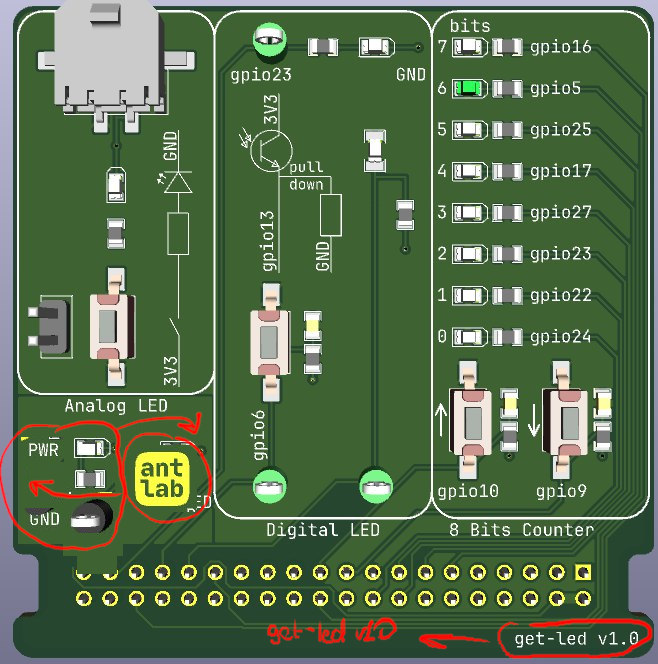 bits
7
gpio16
6
gpio5
5
gpio25
4
gpio17
3
gpio27
2
gpio23
1
gpio22
0
gpio24
gpio10
gpio9
8 Bits Counter
gpio23
GND
3V3
pull
down
gpio13
GND
gpio6
Digital LED
GND
3V3
Analog LED
PWR
GND
ant
lab
get-led v1.0
get-led v1.0